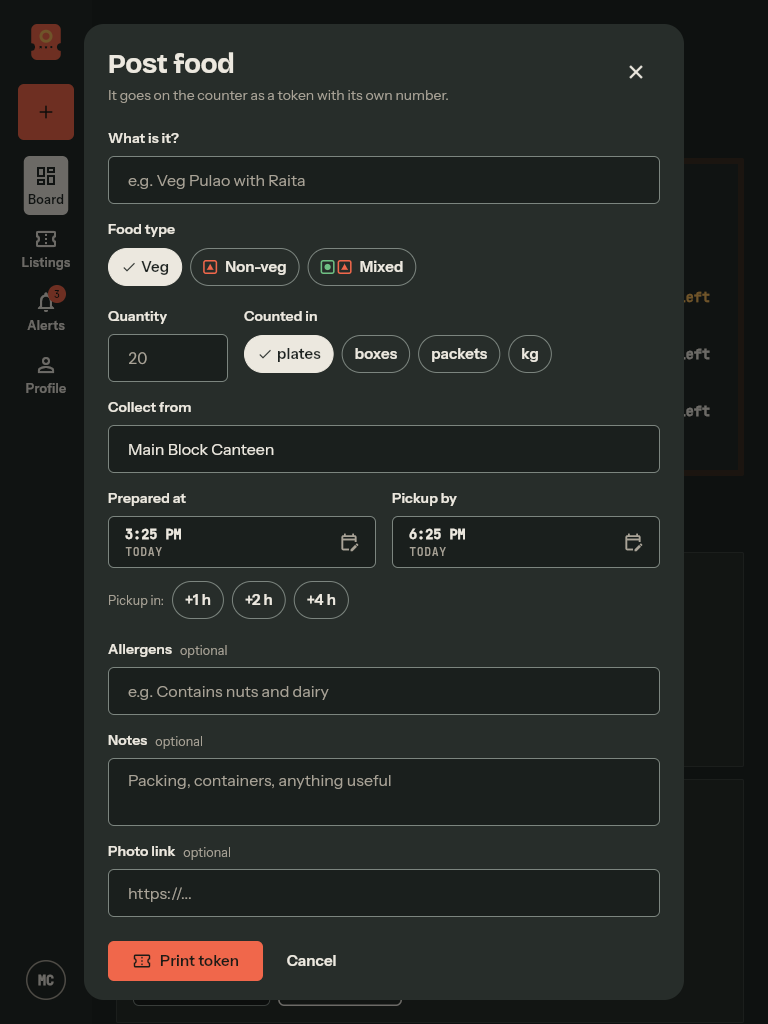 Post food
It goes on the counter as a token with its own number.
What is it?
e.g. Veg Pulao with Raita
Food type
Veg
Non-veg
Mixed
Quantity
Counted in
20
plates
boxes
packets
kg
Collect from
Main Block Canteen
Prepared at
Pickup by
3:25 PM
TODAY
6:25 PM
TODAY
Pickup in:
+1 h
+2 h
+4 h
Allergens optional
e.g. Contains nuts and dairy
Notes optional
Packing, containers, anything useful
Photo link optional
https://...
Print token
Cancel
Board
Listings
3
Alerts
Profile
MC
left
left
left